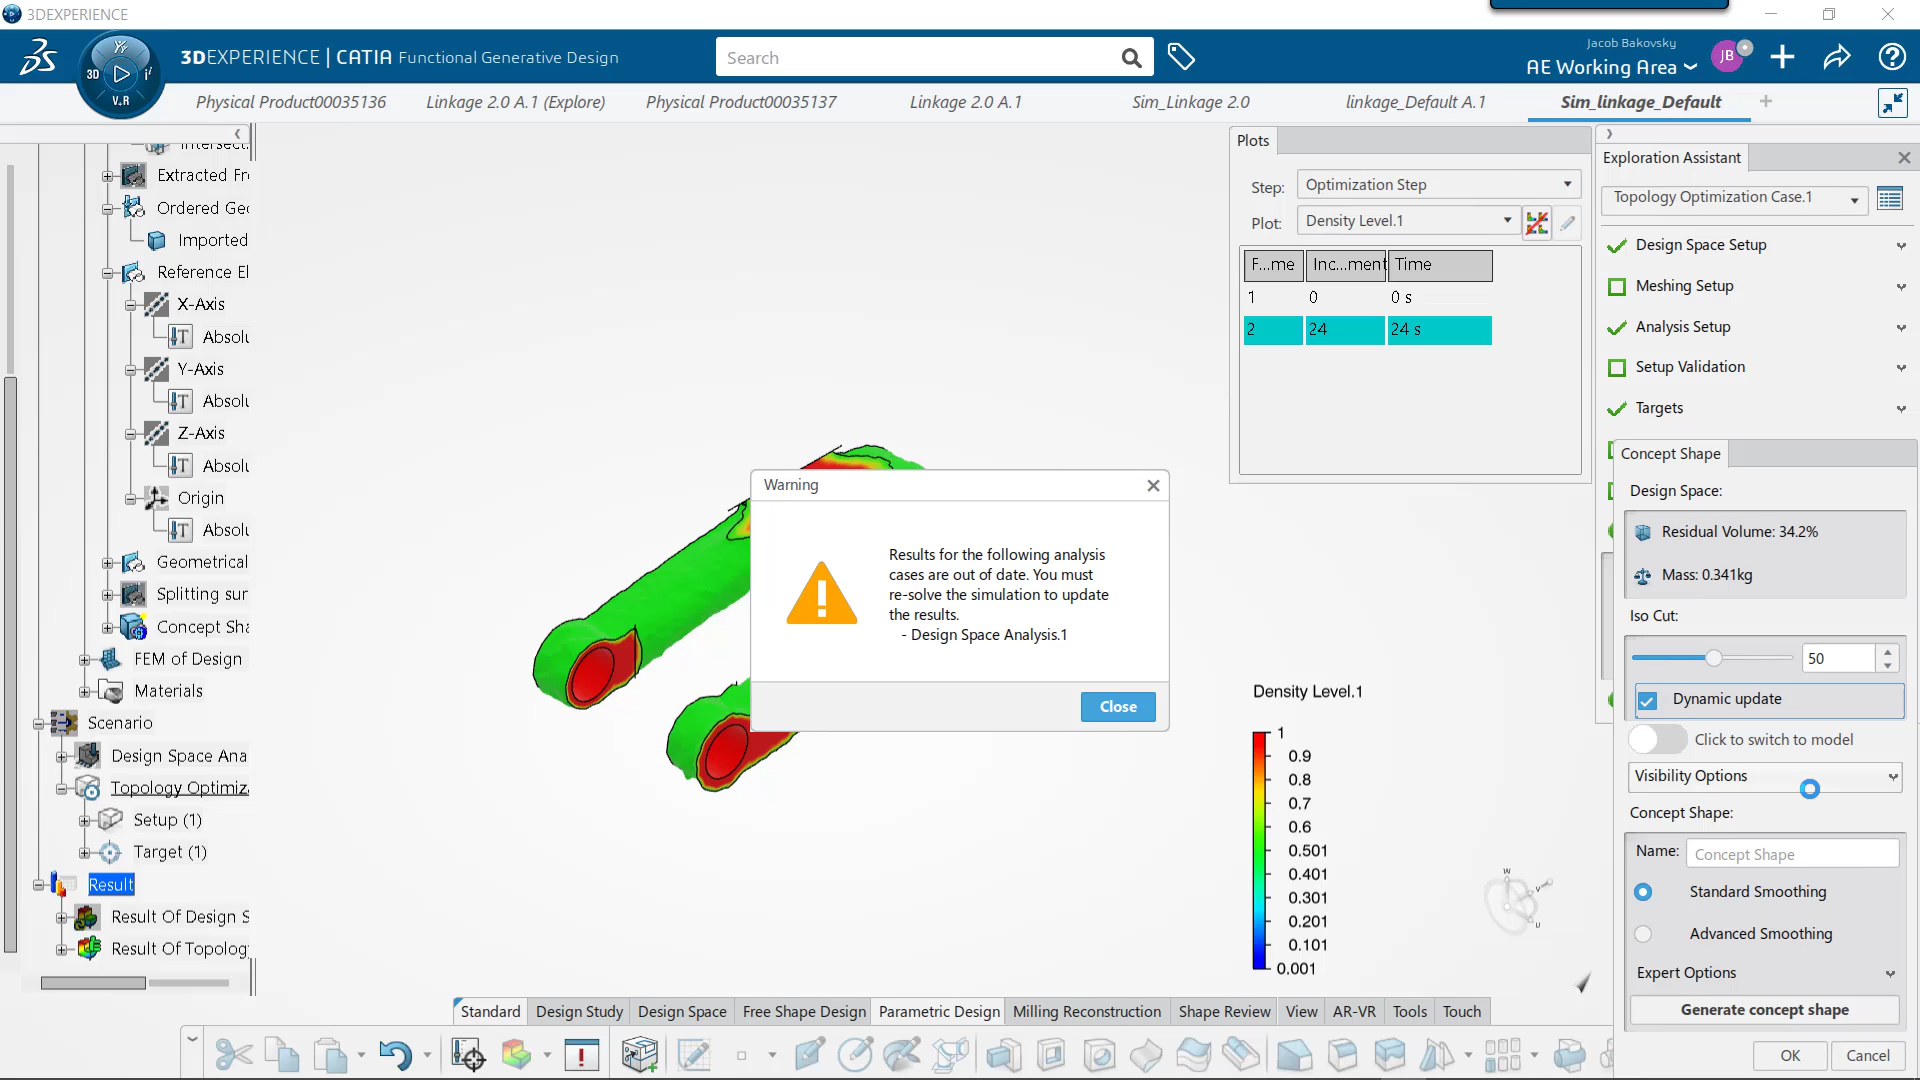 3DEXPERIENCE
3DEXPERIENCE | CATIA Functional Generative Design
Search
Jacob Bakovsky
AE Working Area
JB
3D
V.R
Physical Product00035136
Linkage 2.0 A.1 (Explore)
Physical Product00035137
Linkage 2.0 A.1
Sim_Linkage 2.0
linkage_Default A.1
Sim_linkage_Default
Intersect.
Extracted Fr
Ordered Geo
Imported
Reference El
X-Axis
Absolu
Y-Axis
Absolu
Z-Axis
Absolu
Origin
Absolu
Geometrical
Splitting sur
Concept Sha
FEM of Design
Materials
Scenario
Design Space Ana
Topology Optimiz
Setup (1)
Target (1)
Result
Result Of Design S
Result Of Topolog
Plots
Step: Optimization Step
Plot: Density Level.1
F...me Inc...ment Time
1 0 0 s
2 24 24 s
Warning
Results for the following analysis
cases are out of date. You must
re-solve the simulation to update
the results.
- Design Space Analysis.1
Close
Density Level.1
1
0.9
0.8
0.7
0.6
0.501
0.401
0.301
0.201
0.101
0.001
W
V
U
Exploration Assistant
Topology Optimization Case.1
Design Space Setup
Meshing Setup
Analysis Setup
Setup Validation
Targets
Concept Shape
Design Space:
Residual Volume: 34.2%
Mass: 0.341kg
Iso Cut:
50
Dynamic update
Click to switch to model
Visibility Options
Concept Shape:
Name: Concept Shape
Standard Smoothing
Advanced Smoothing
Expert Options
Generate concept shape
OK Cancel
Standard Design Study Design Space Free Shape Design Parametric Design Milling Reconstruction Shape Review View AR-VR Tools Touch